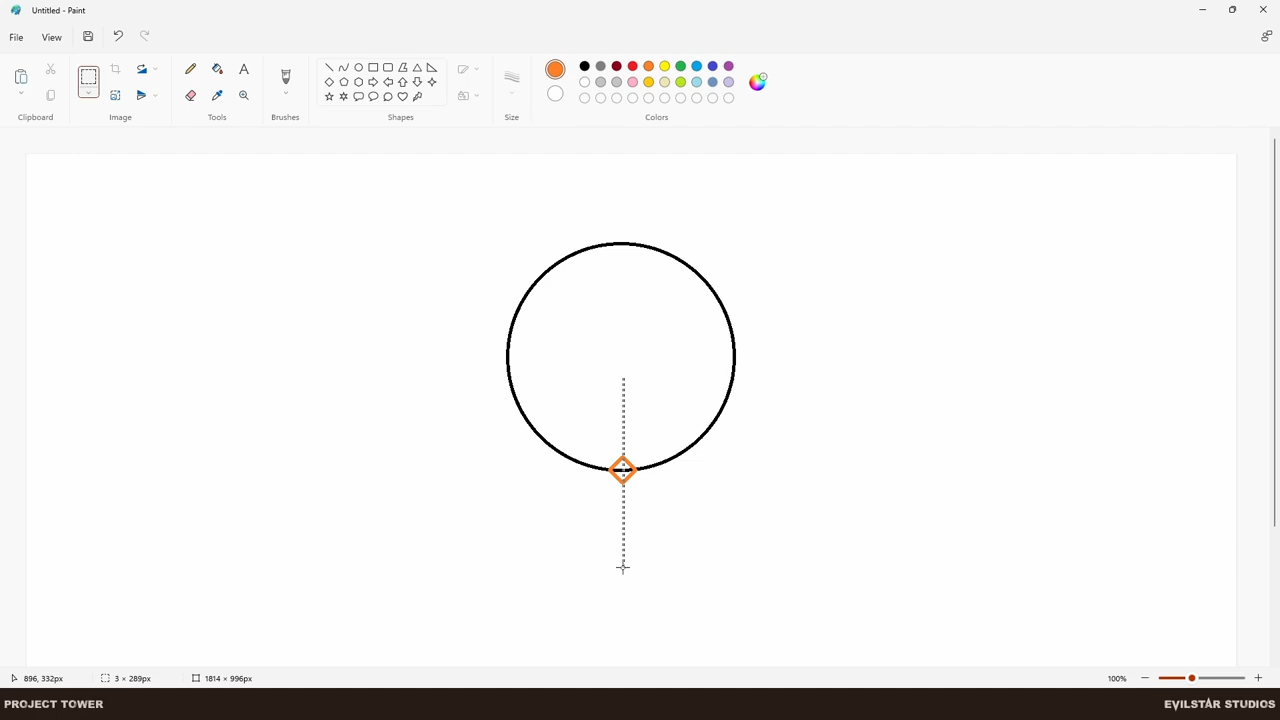 Untitled - Paint
File View
Clipboard Image Tools Brushes Shapes Size Colors
896, 332px 3 × 289px 1814 × 996px 100%
PROJECT TOWER EVILSTAR STUDIOS